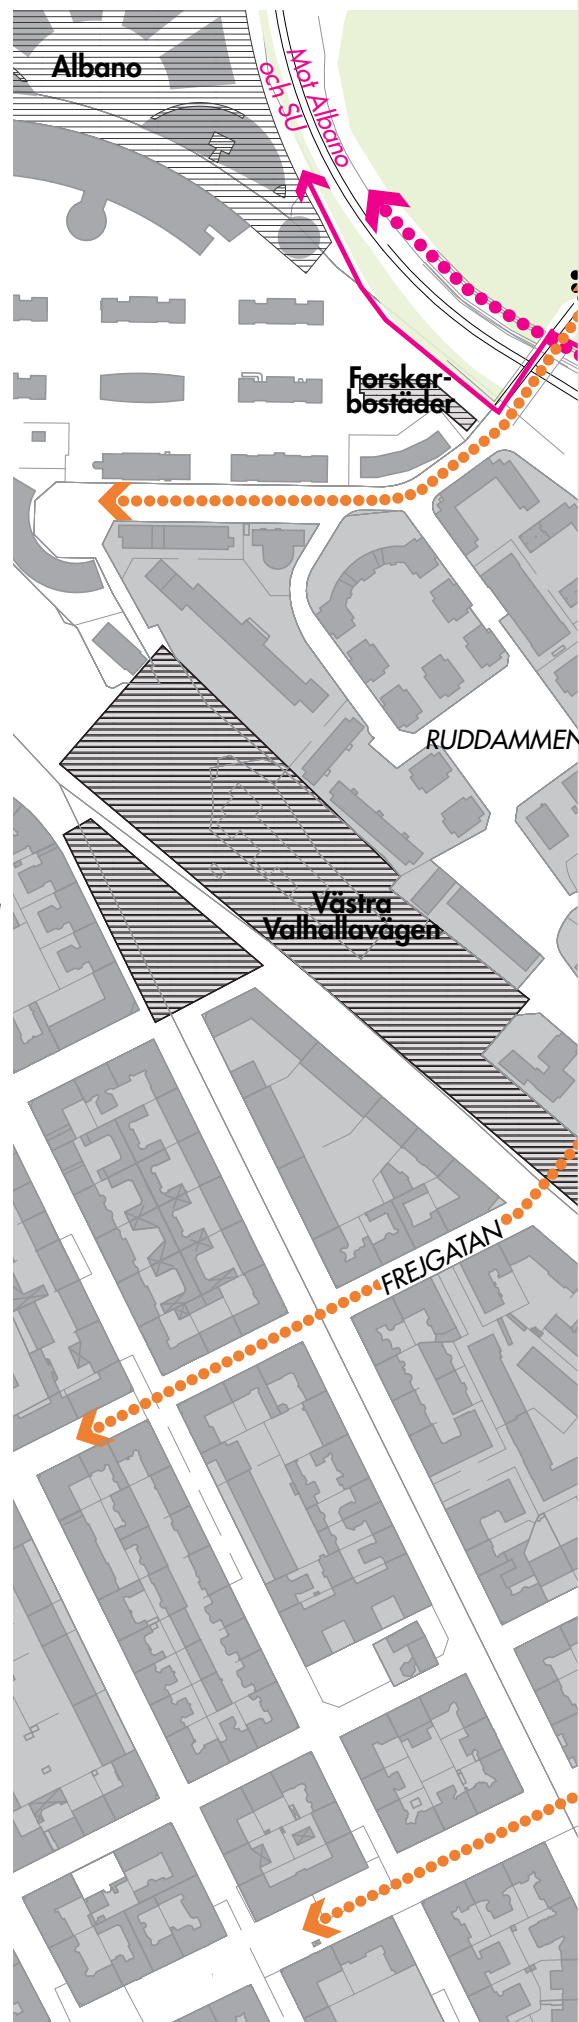 Albano
Mot Albano
och SU
Forskar-
bostäder
RUDDAMMEN
Västra
Valhallavägen
FREJGATAN